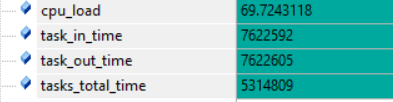 cpu_load 69.7243118
task_in_time 7622592
task_out_time 7622605
tasks_total_time 5314809